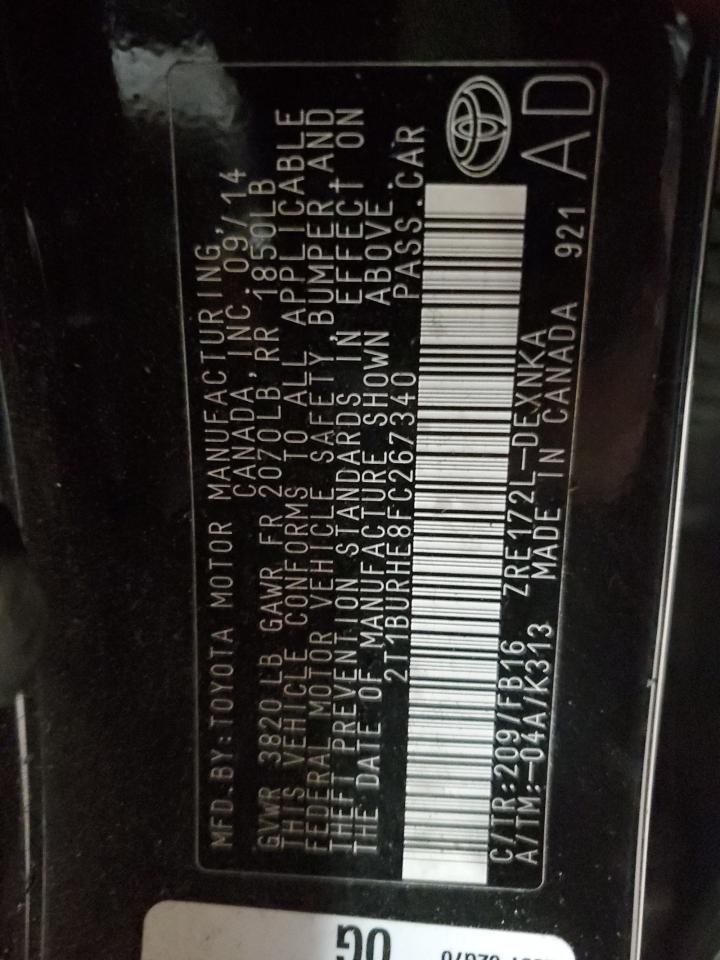 MFD.BY:TOYOTA MOTOR MANUFACTURING,
CANADA,INC.09/14
GVWR 3820LB GAWR FR 2070LB RR 1850LB
THIS VEHICLE CONFORMS TO ALL APPLICABLE
FEDERAL MOTOR VEHICLE SAFETY, BUMPER AND
THEFT PREVENTION STANDARDS IN EFFECT ON
THE DATE OF MANUFACTURE SHOWN ABOVE.
2T1BURHE8FC267340 PASS.CAR
C/TR:209/FB16 ZRE172L-DEXNKA
A/TM:-04A/K313 MADE IN CANADA 921
AD